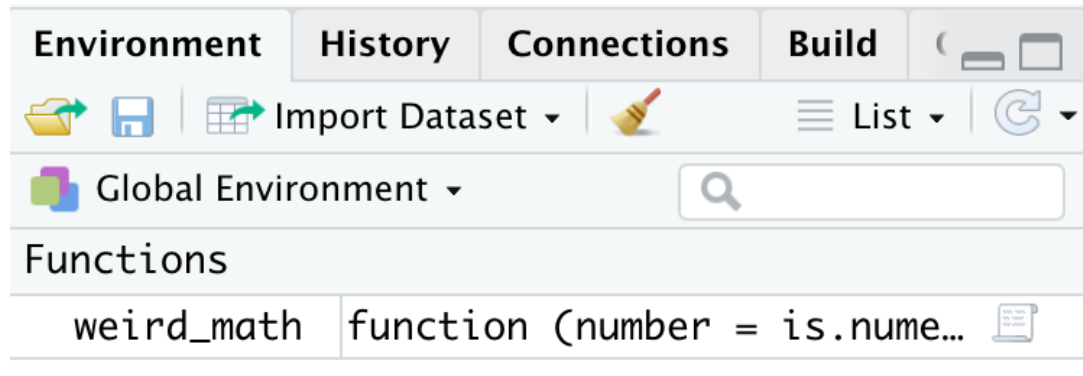 Environment History Connections Build
Import Dataset List
Global Environment
Functions
weird_math function (number = is.nume…